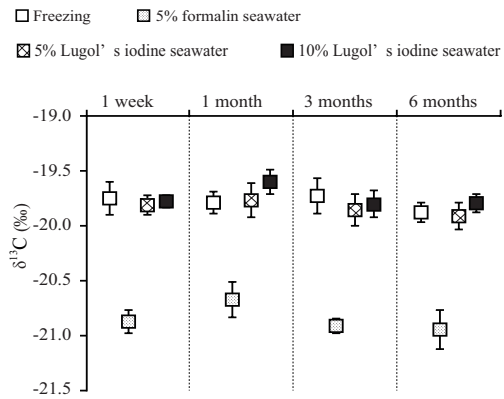 Freezing 5% formalin seawater
5% Lugol’ s iodine seawater 10% Lugol’ s iodine seawater
1 week 1 month 3 months 6 months
-19.0
-19.5
-20.0
-20.5
-21.0
-21.5
δ¹³C (‰)